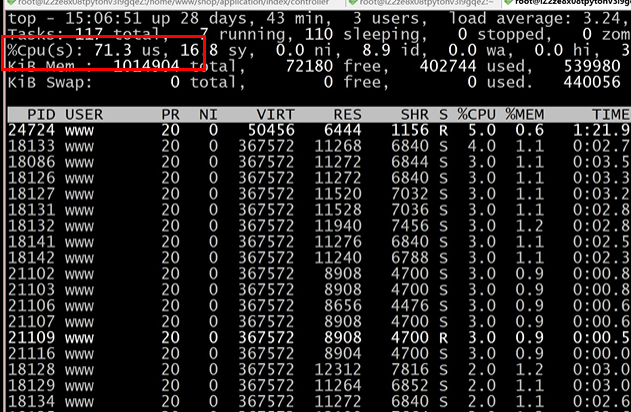 top - 15:06:51 up 28 days, 43 min, 3 users, load average: 3.24,
Tasks: 117 total, 7 running, 110 sleeping, 0 stopped, 0 zom
%Cpu(s): 71.3 us, 16.8 sy, 0.0 ni, 8.9 id, 0.0 wa, 0.0 hi, 3
KiB Mem : 1014904 total, 72180 free, 402744 used, 539980
KiB Swap: 0 total, 0 free, 0 used. 440056
PID USER PR NI VIRT RES SHR S %CPU %MEM TIME
24724 www 20 0 50456 6444 1156 R 5.0 0.6 1:21.9
18133 www 20 0 367572 11268 6840 S 4.0 1.1 0:02.7
18086 www 20 0 367572 11272 6844 S 3.0 1.1 0:03.5
18126 www 20 0 367572 11272 6840 S 3.0 1.1 0:03.3
18127 www 20 0 367572 11520 7032 S 3.0 1.1 0:03.2
18131 www 20 0 367572 11528 7036 S 3.0 1.1 0:02.8
18132 www 20 0 367572 11940 7456 S 3.0 1.2 0:02.8
18141 www 20 0 367572 11276 6840 S 3.0 1.1 0:02.5
18142 www 20 0 367572 11240 6788 S 3.0 1.1 0:02.3
21102 www 20 0 367572 8908 4700 S 3.0 0.9 0:00.8
21103 www 20 0 367572 8908 4700 S 3.0 0.9 0:00.8
21106 www 20 0 367572 8656 4476 S 3.0 0.9 0:00.6
21107 www 20 0 367572 8908 4700 S 3.0 0.9 0:00.6
21109 www 20 0 367572 8908 4700 R 3.0 0.9 0:00.5
21116 www 20 0 367572 8904 4700 S 3.0 0.9 0:00.4
18128 www 20 0 367572 12312 7816 S 2.0 1.2 0:03.0
18129 www 20 0 367572 11264 6852 S 2.0 1.1 0:03.0
18134 www 20 0 367572 11272 6840 S 2.0 1.1 0:02.6